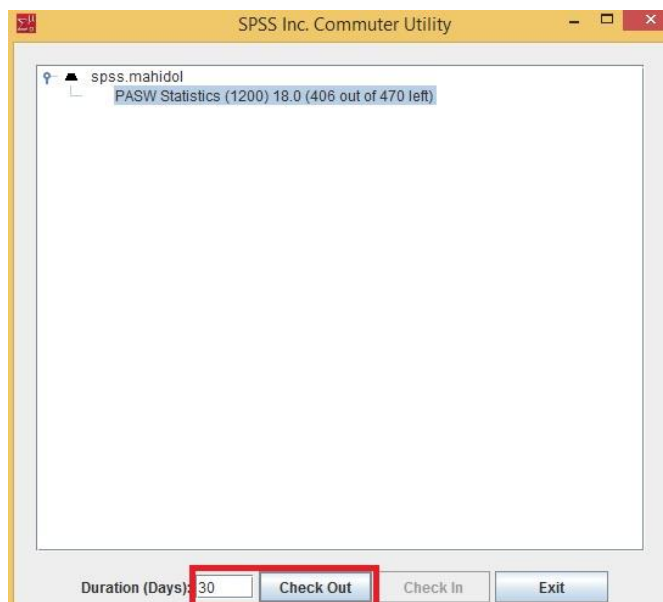 SPSS Inc. Commuter Utility
spss.mahidol
PASW Statistics (1200) 18.0 (406 out of 470 left)
Duration (Days): 30 Check Out Check In Exit